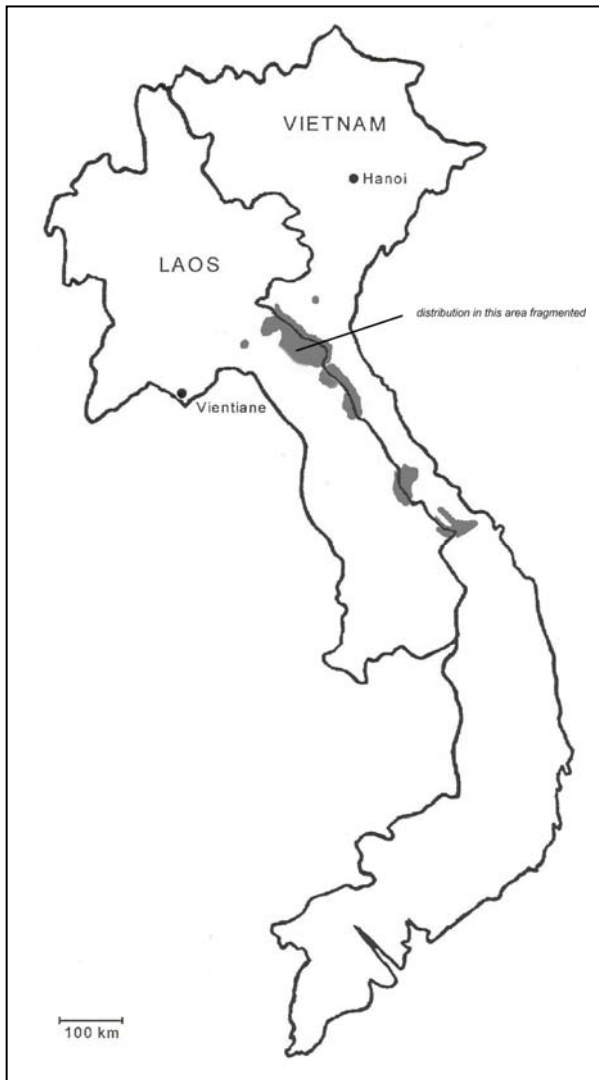 VIETNAM
Hanoi
LAOS
distribution in this area fragmented
Vientiane
100 km